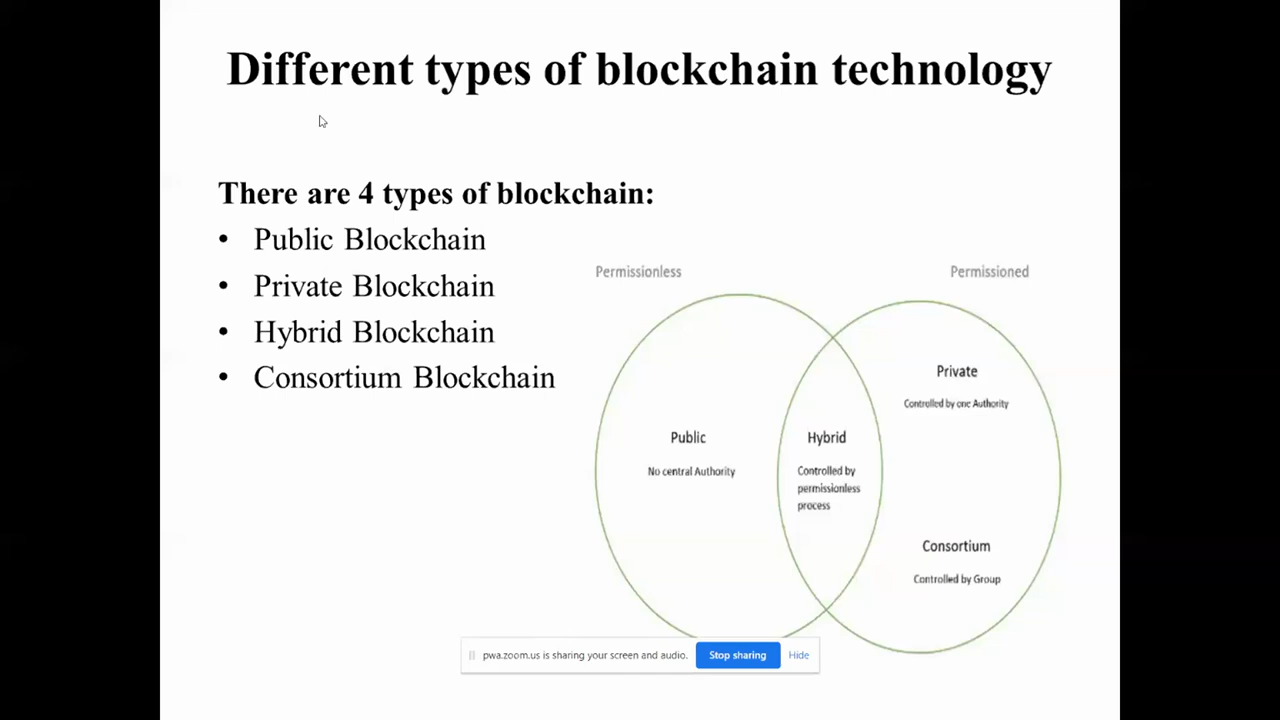 Different types of blockchain technology
There are 4 types of blockchain:
• Public Blockchain
• Private Blockchain
• Hybrid Blockchain
• Consortium Blockchain
Permissionless
Permissioned
Public
No central Authority
Hybrid
Controlled by
permissionless
process
Private
Controlled by one Authority
Consortium
Controlled by Group
pwa.zoom.us is sharing your screen and audio.
Stop sharing
Hide